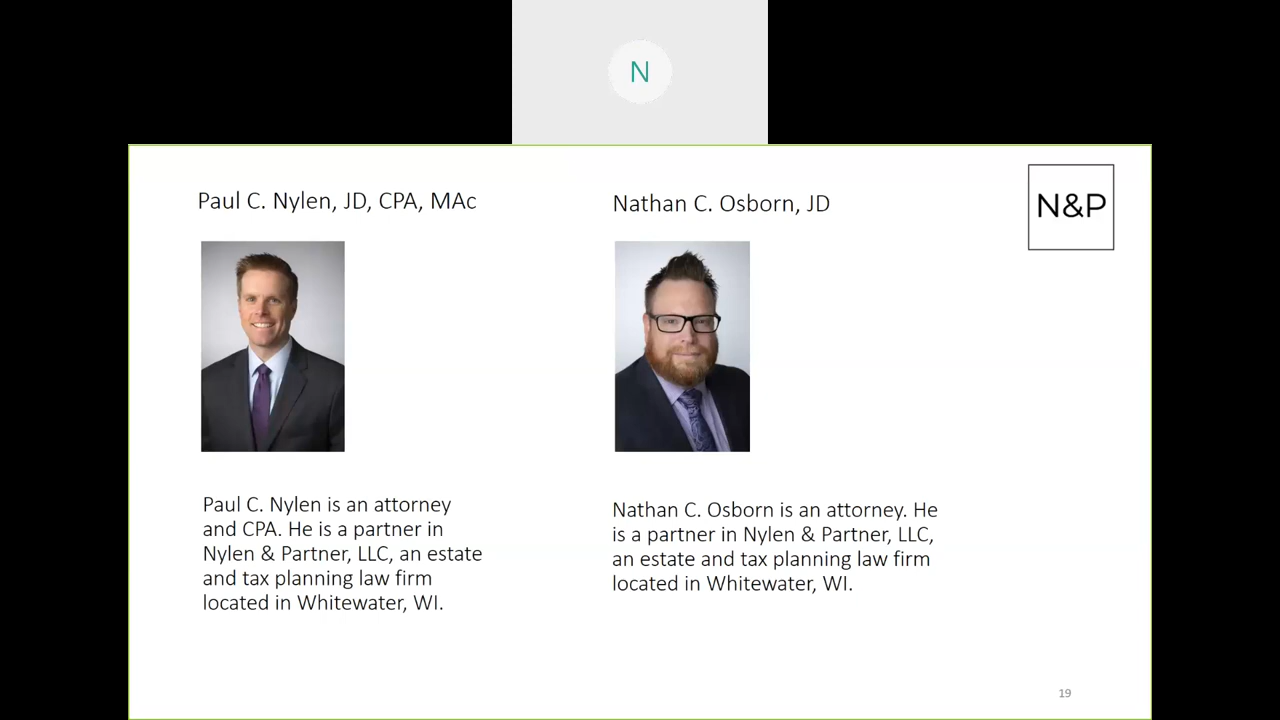 N
Paul C. Nylen, JD, CPA, MAc
Nathan C. Osborn, JD
N&P
Paul C. Nylen is an attorney
and CPA. He is a partner in
Nylen & Partner, LLC, an estate
and tax planning law firm
located in Whitewater, WI.
Nathan C. Osborn is an attorney. He
is a partner in Nylen & Partner, LLC,
an estate and tax planning law firm
located in Whitewater, WI.
19